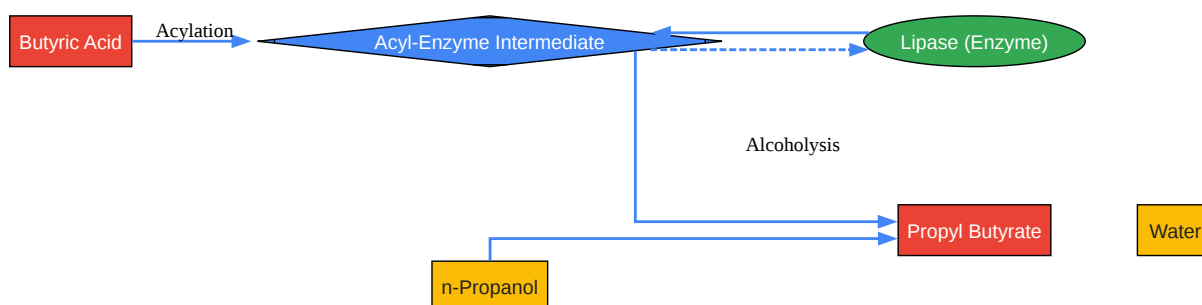 Butyric Acid
Acylation
Acyl-Enzyme Intermediate
Lipase (Enzyme)
Alcoholysis
Propyl Butyrate
Water
n-Propanol